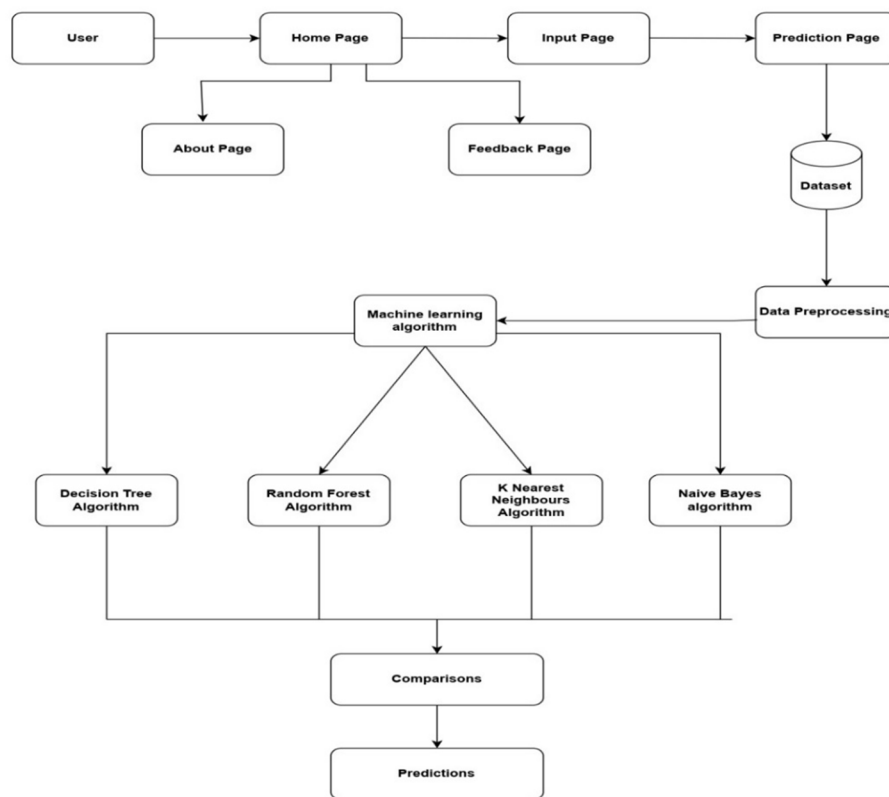 User
Home Page
Input Page
Prediction Page
About Page
Feedback Page
Dataset
Data Preprocessing
Machine learning
algorithm
Decision Tree
Algorithm
Random Forest
Algorithm
K Nearest
Neighbours
Algorithm
Naive Bayes
algorithm
Comparisons
Predictions